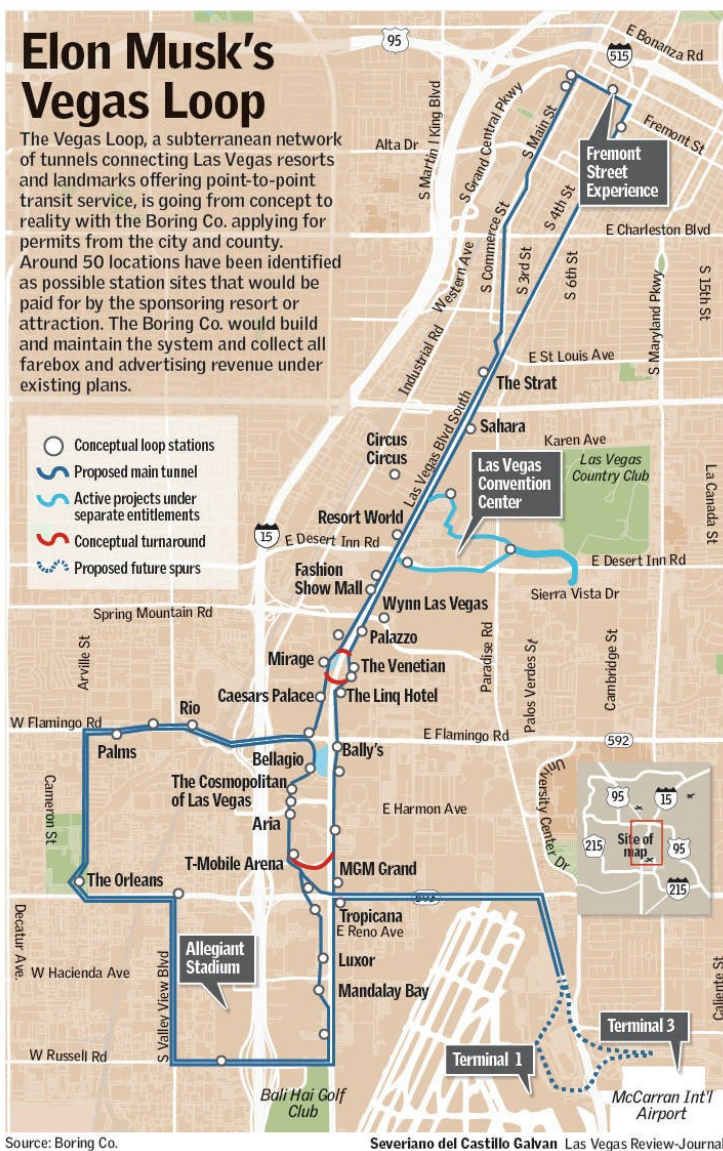 Elon Musk's
Vegas Loop
The Vegas Loop, a subterranean network
of tunnels connecting Las Vegas resorts
and landmarks offering point-to-point
transit service, is going from concept to
reality with the Boring Co. applying for
permits from the city and county.
Around 50 locations have been identified
as possible station sites that would be
paid for by the sponsoring resort or
attraction. The Boring Co. would build
and maintain the system and collect all
farebox and advertising revenue under
existing plans.
Conceptual loop stations
Proposed main tunnel
Active projects under
separate entitlements
Conceptual turnaround
Proposed future spurs
95
515
E Bonanza Rd
S Martin l King Blvd
S Grand Central Pkwy
S Main St
Alta Dr
Fremont St
Fremont
Street
Experience
S 4th St
E Charleston Blvd
S Commerce St
S 3rd St
S 6th St
Western Ave
S Maryland Pkwy
S 15th St
Industrial Rd
E St Louis Ave
The Strat
Las Vegas Blvd South
Sahara
Karen Ave
Circus
Circus
Las Vegas
Convention
Center
Las Vegas
Country Club
La Canada St
Resort World
15
E Desert Inn Rd
E Desert Inn Rd
Sierra Vista Dr
Fashion
Show Mall
Spring Mountain Rd
Wynn Las Vegas
Palazzo
Arville St
Mirage
The Venetian
Paradise Rd
Palos Verdes St
Cambridge St
Caesars Palace
The Linq Hotel
W Flamingo Rd
Rio
Palms
E Flamingo Rd
592
Bellagio
Bally's
The Cosmopolitan
of Las Vegas
Cameron St
E Harmon Ave
University Center Dr
Aria
95
15
215
Site of
map
95
215
T-Mobile Arena
MGM Grand
The Orleans
Tropicana
E Reno Ave
Decatur Ave.
Allegiant
Stadium
W Hacienda Ave
Luxor
Mandalay Bay
S Valley View Blvd
Caliente St
W Russell Rd
Terminal 3
Terminal 1
Bali Hai Golf
Club
McCarran Int'l
Airport
Source: Boring Co.
Severiano del Castillo Galvan Las Vegas Review-Journal